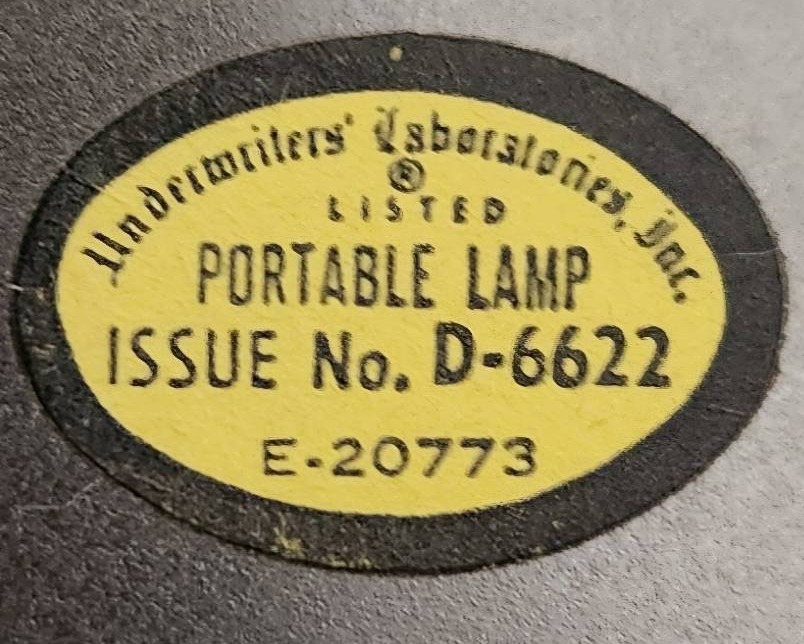 Underwriters' Laboratories, Inc.
®
LISTED
PORTABLE LAMP
ISSUE No. D-6622
E-20773